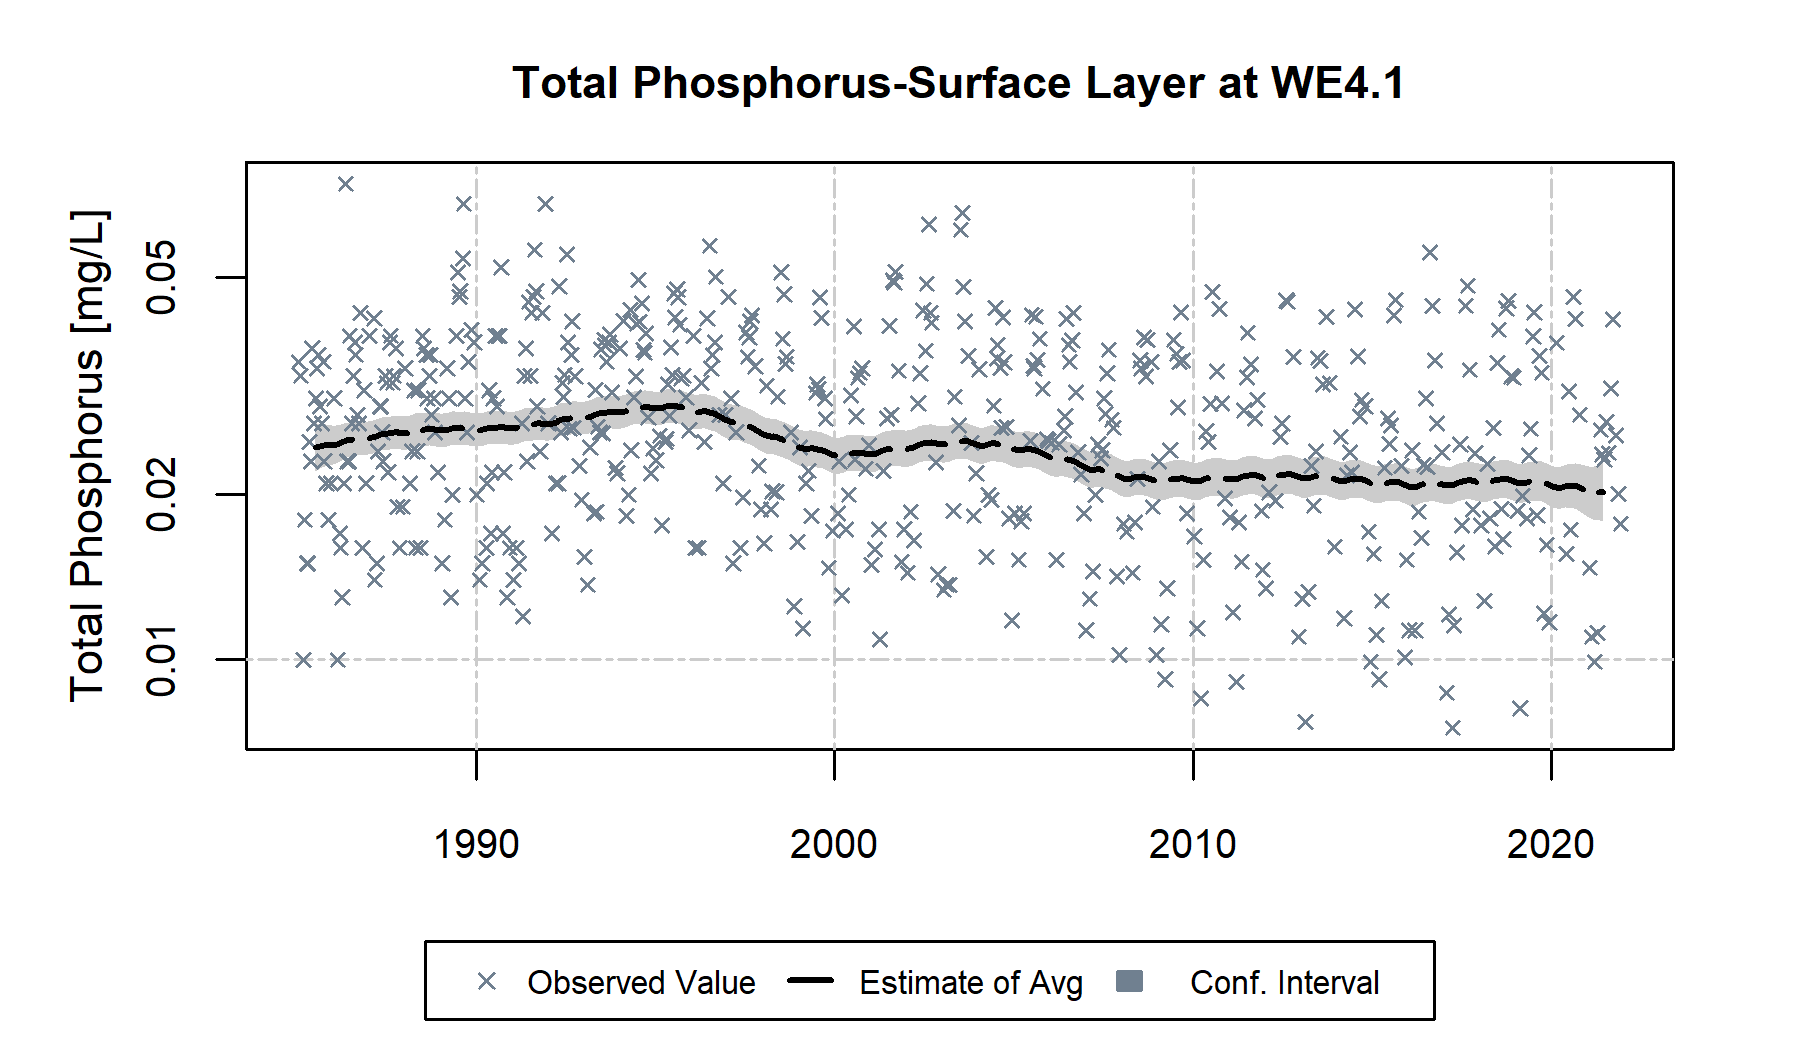 Total Phosphorus-Surface Layer at WE4.1
Total Phosphorus [mg/L]
0.05
0.02
0.01
1990 2000 2010 2020
Observed Value Estimate of Avg Conf. Interval